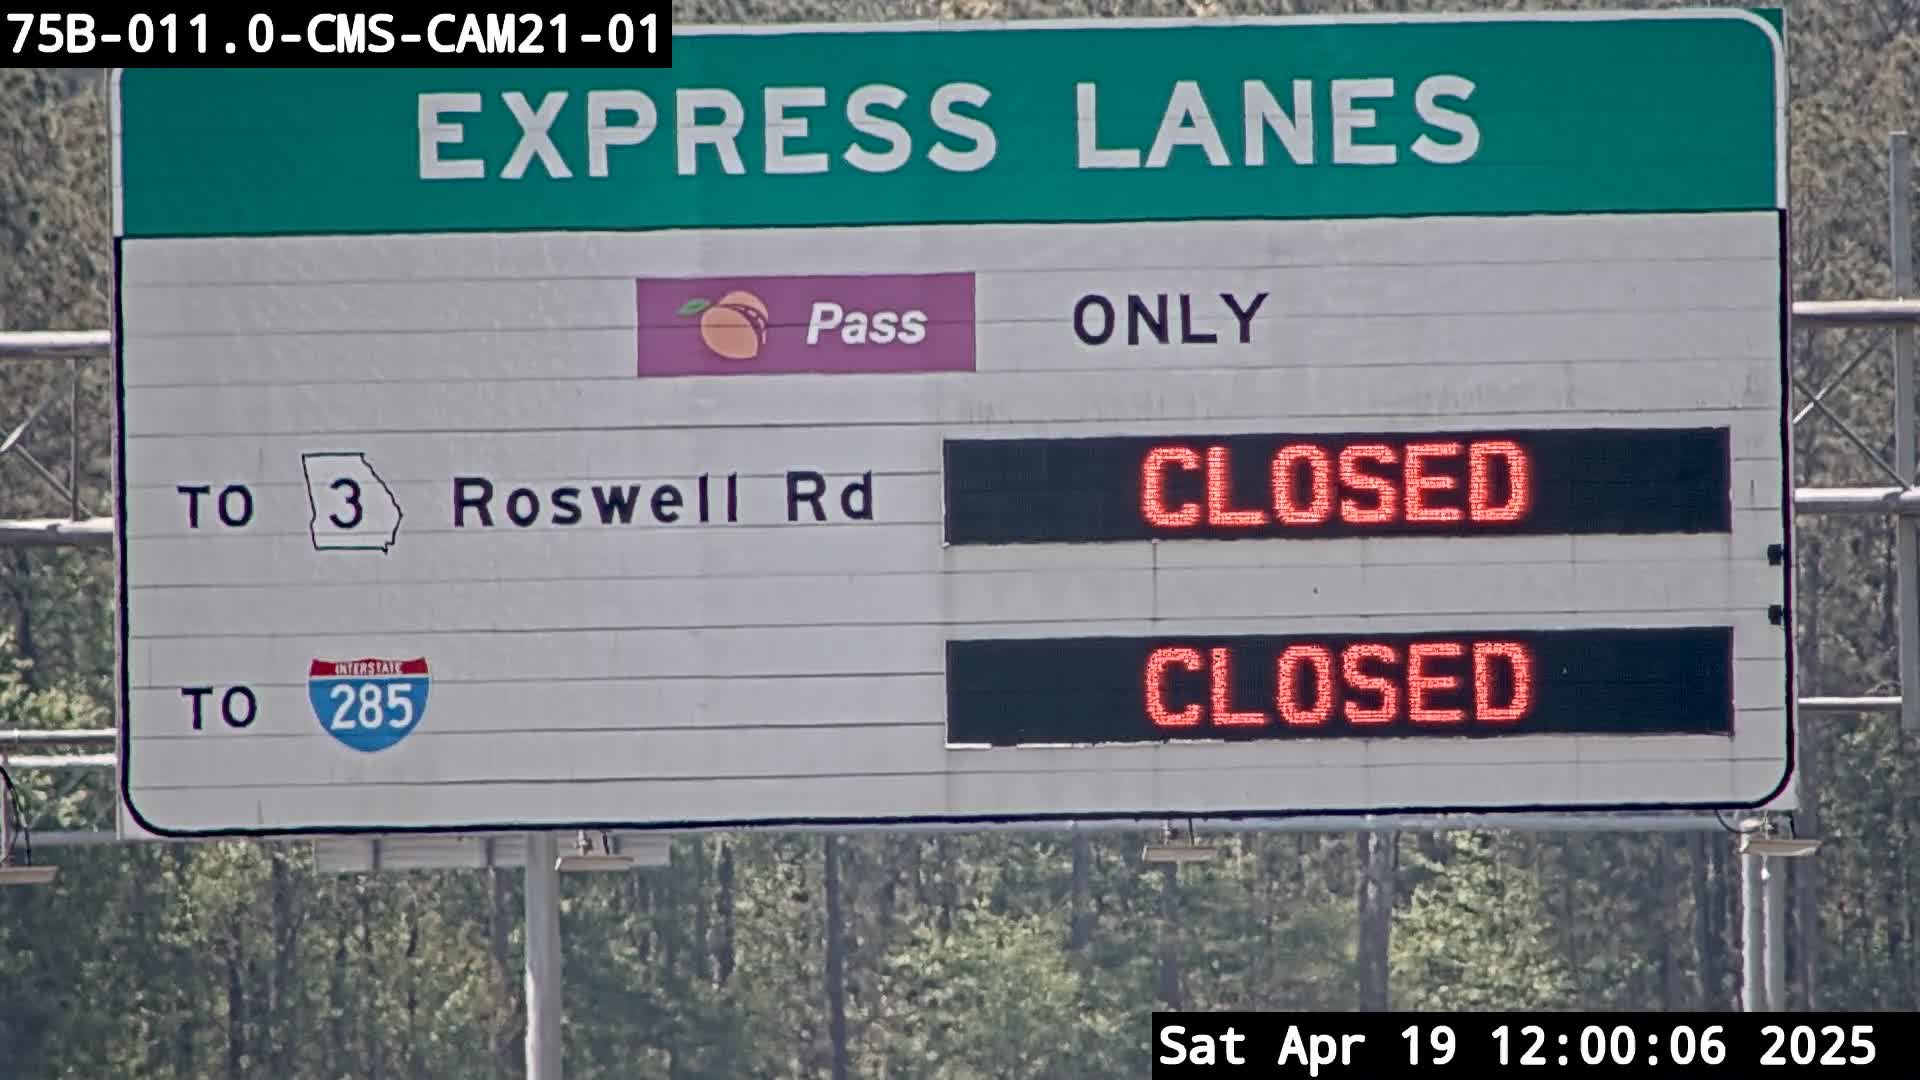 75B-011.0-CMS-CAM21-01
EXPRESS LANES
Pass ONLY
TO 3 Roswell Rd CLOSED
TO INTERSTATE 285 CLOSED
Sat Apr 19 12:00:06 2025